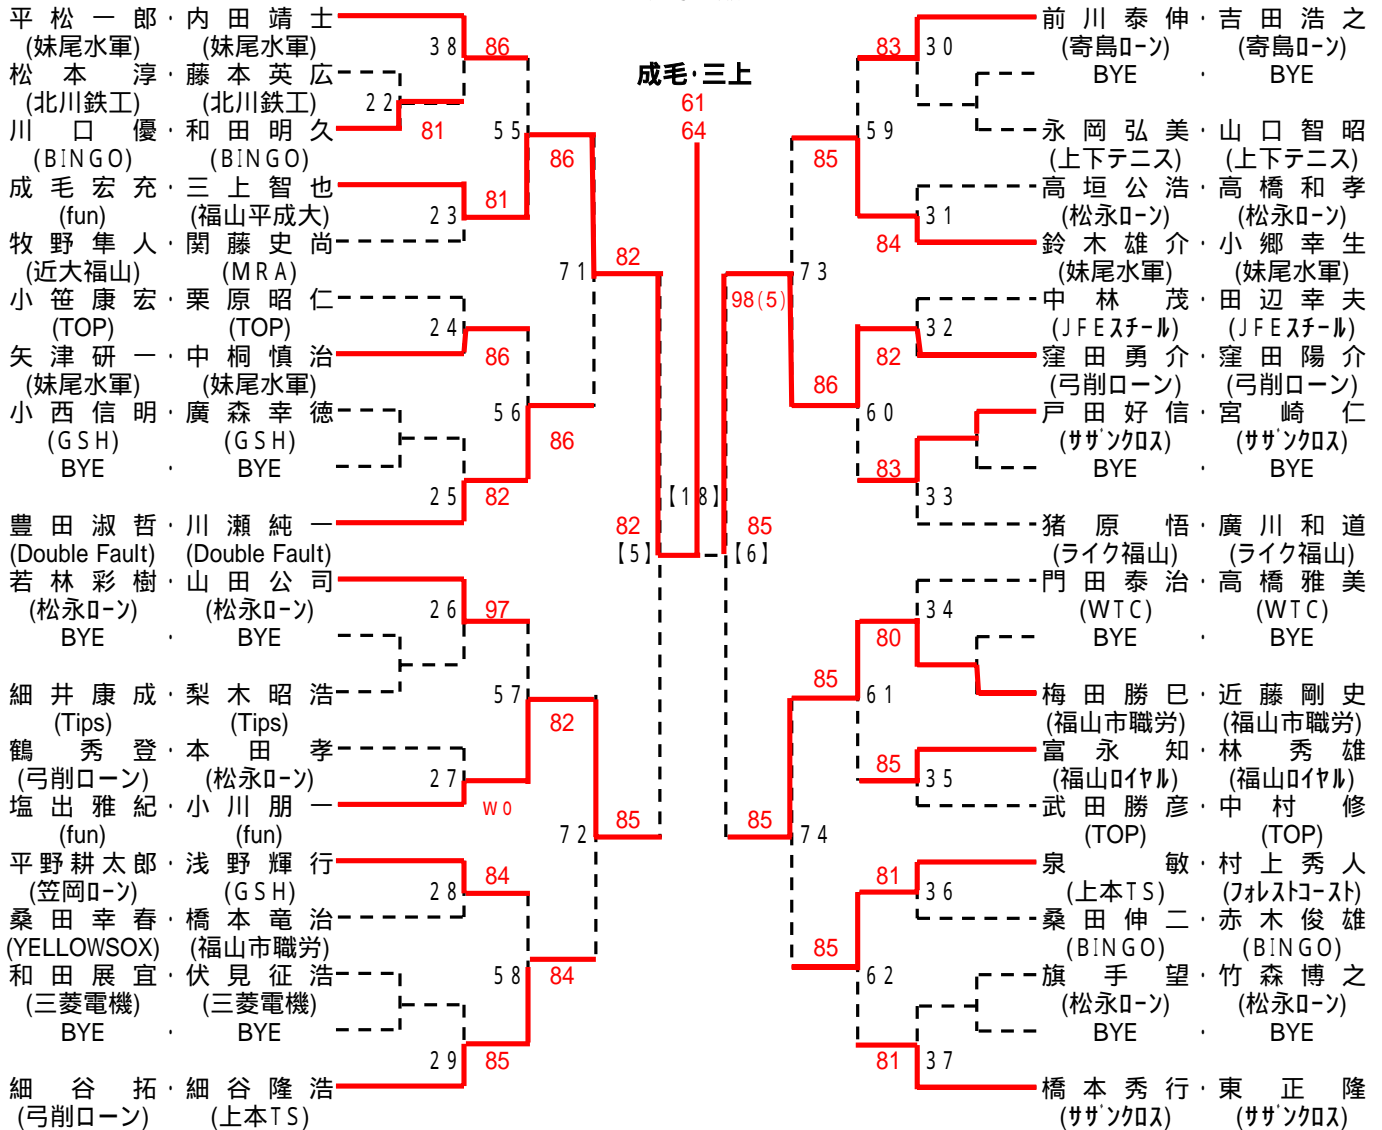 平松一郎・内田靖士
(妹尾水軍) (妹尾水軍)
38 86
松本淳・藤本英広
(北川鉄工) (北川鉄工)
22
川口優・和田明久
81
(BINGO) (BINGO)
55
86
成毛宏充・三上智也
(fun) (福山平成大)
23 81
牧野隼人・関藤史尚
(近大福山) (MRA)
71 82
小笹康宏・栗原昭仁
(TOP) (TOP)
24
矢津研一・中桐慎治
86
(妹尾水軍) (妹尾水軍)
小西信明・廣森幸徳
(GSH) (GSH)
56
86
BYE ・ BYE
25 82
豊田淑哲・川瀬純一
(Double Fault) (Double Fault)
82
【5】
若林彩樹・山田公司
(松永ローン) (松永ローン)
26 97
BYE ・ BYE
細井康成・梨木昭浩
(Tips) (Tips)
57
82
鶴秀登・本田孝
(弓削ローン) (松永ローン)
27
塩出雅紀・小川朋一
W0
(fun) (fun)
72 85
平野耕太郎・浅野輝行
(笠岡ローン) (GSH)
28 84
桑田幸春・橋本竜治
(YELLOWSOX) (福山市職労)
和田展宜・伏見征浩
(三菱電機) (三菱電機)
58 84
BYE ・ BYE
29 85
細谷拓・細谷隆浩
(弓削ローン) (上本TS)
成毛・三上
61
64
【18】
前川泰伸・吉田浩之
(寄島ローン) (寄島ローン)
83 30
BYE ・ BYE
永岡弘美・山口智昭
(上下テニス) (上下テニス)
59
85
高垣公浩・高橋和孝
(松永ローン) (松永ローン)
31
84
鈴木雄介・小郷幸生
(妹尾水軍) (妹尾水軍)
73
98(5)
中林茂・田辺幸夫
(JFEスチール) (JFEスチール)
32
82
窪田勇介・窪田陽介
(弓削ローン) (弓削ローン)
86
60
戸田好信・宮崎仁
(サザンクロス) (サザンクロス)
BYE ・ BYE
83
33
猪原悟・廣川和道
(ライク福山) (ライク福山)
85
【6】
門田泰治・高橋雅美
(WTC) (WTC)
34
80
BYE ・ BYE
梅田勝巳・近藤剛史
(福山市職労) (福山市職労)
85
61
富永知・林秀雄
(福山ロイヤル) (福山ロイヤル)
85 35
武田勝彦・中村修
(TOP) (TOP)
85 74
泉敏・村上秀人
(上本TS) (フォレストコースト)
81 36
桑田伸二・赤木俊雄
(BINGO) (BINGO)
85
62
旗手望・竹森博之
(松永ローン) (松永ローン)
BYE ・ BYE
81 37
橋本秀行・東正隆
(サザンクロス) (サザンクロス)